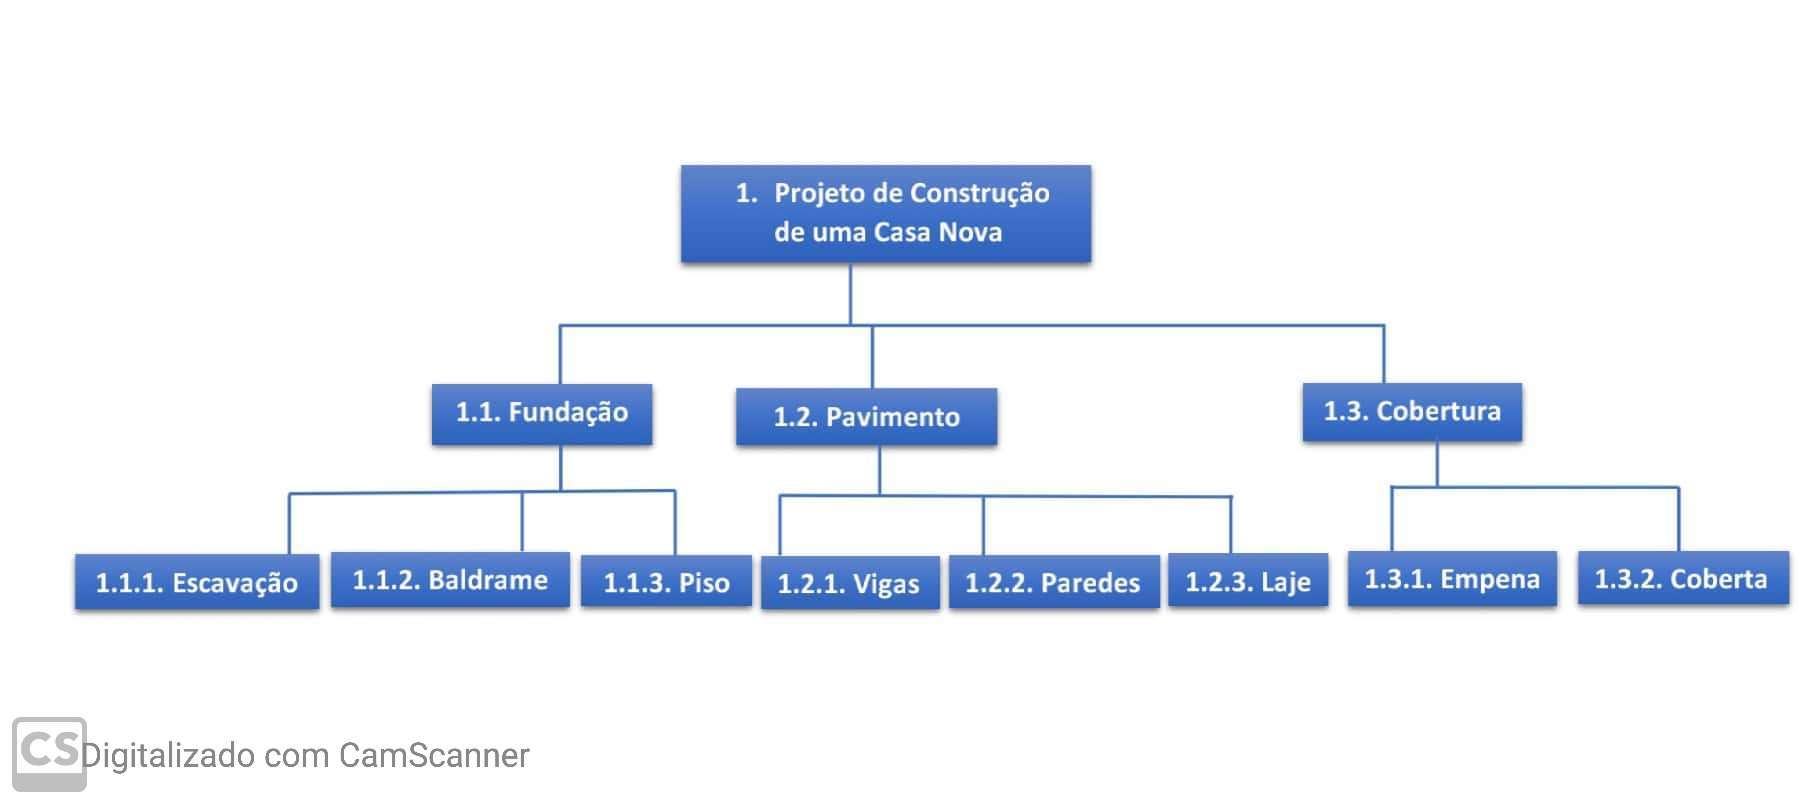 1. Projeto de Construção
de uma Casa Nova
1.1. Fundação
1.2. Pavimento
1.3. Cobertura
1.1.1. Escavação
1.1.2. Baldrame
1.1.3. Piso
1.2.1. Vigas
1.2.2. Paredes
1.2.3. Laje
1.3.1. Empena
1.3.2. Coberta
CS Digitalizado com CamScanner